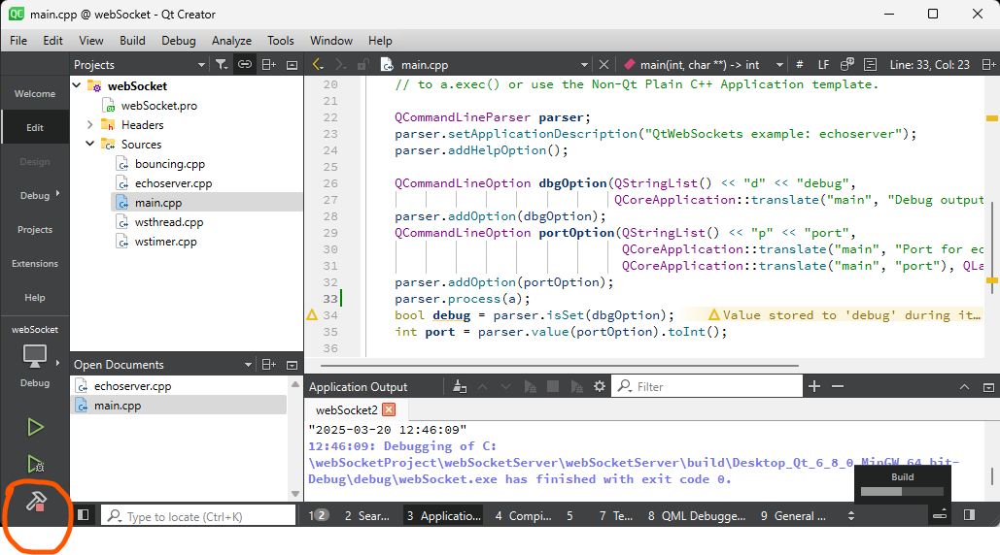 QC main.cpp @ webSocket - Qt Creator
File Edit View Build Debug Analyze Tools Window Help
Projects
main.cpp
main(int, char **) -> int
# LF Line: 33, Col: 23
Welcome
Edit
Design
Debug
Projects
Extensions
Help
webSocket
Debug
webSocket
webSocket.pro
Headers
Sources
bouncing.cpp
echoserver.cpp
main.cpp
wsthread.cpp
wstimer.cpp
Open Documents
echoserver.cpp
main.cpp
20 // to a.exec() or use the Non-Qt Plain C++ Application template.
21
22 QCommandLineParser parser;
23 parser.setApplicationDescription("QtWebSockets example: echoserver");
24 parser.addHelpOption();
25
26 QCommandLineOption dbgOption(QStringList() << "d" << "debug",
27 QCoreApplication::translate("main", "Debug output
28 parser.addOption(dbgOption);
29 QCommandLineOption portOption(QStringList() << "p" << "port",
30 QCoreApplication::translate("main", "Port for ec
31 QCoreApplication::translate("main", "port"), QLa
32 parser.addOption(portOption);
33 parser.process(a);
34 bool debug = parser.isSet(dbgOption); Value stored to 'debug' during it…
35 int port = parser.value(portOption).toInt();
36
Application Output
Filter
webSocket2
"2025-03-20 12:46:09"
12:46:09: Debugging of C:
\webSocketProject\webSocketServer\webSocketServer\build\Desktop_Qt_6_8_0_MinGW_64_bit-
Debug\debug\webSocket.exe has finished with exit code 0.
Build
Type to locate (Ctrl+K)
1 2 2 Sear... 3 Applicatio... 4 Compi... 5 7 Te... 8 QML Debugge... 9 General ...